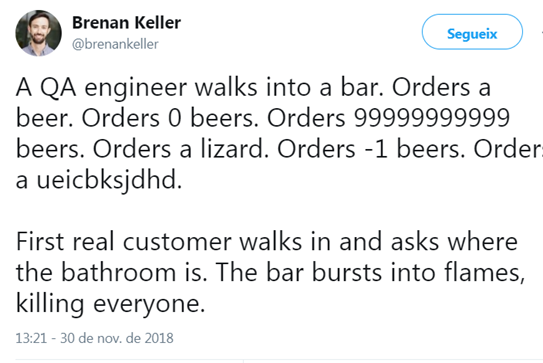 Brenan Keller
@brenankeller
Segueix
A QA engineer walks into a bar. Orders a
beer. Orders 0 beers. Orders 99999999999
beers. Orders a lizard. Orders -1 beers. Orders
a ueicbksjdhd.
First real customer walks in and asks where
the bathroom is. The bar bursts into flames,
killing everyone.
13:21 - 30 de nov. de 2018